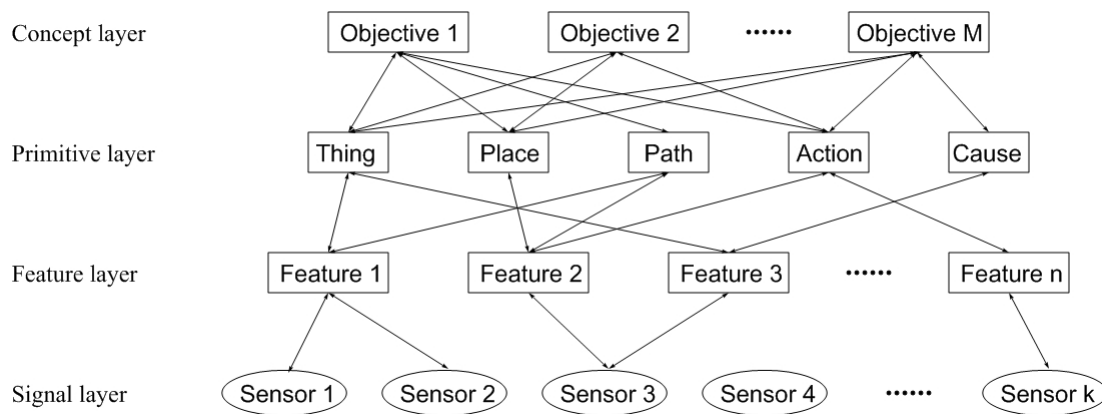 Concept layer Objective 1 Objective 2 ...... Objective M
Primitive layer Thing Place Path Action Cause
Feature layer Feature 1 Feature 2 Feature 3 ...... Feature n
Signal layer Sensor 1 Sensor 2 Sensor 3 Sensor 4 ...... Sensor k